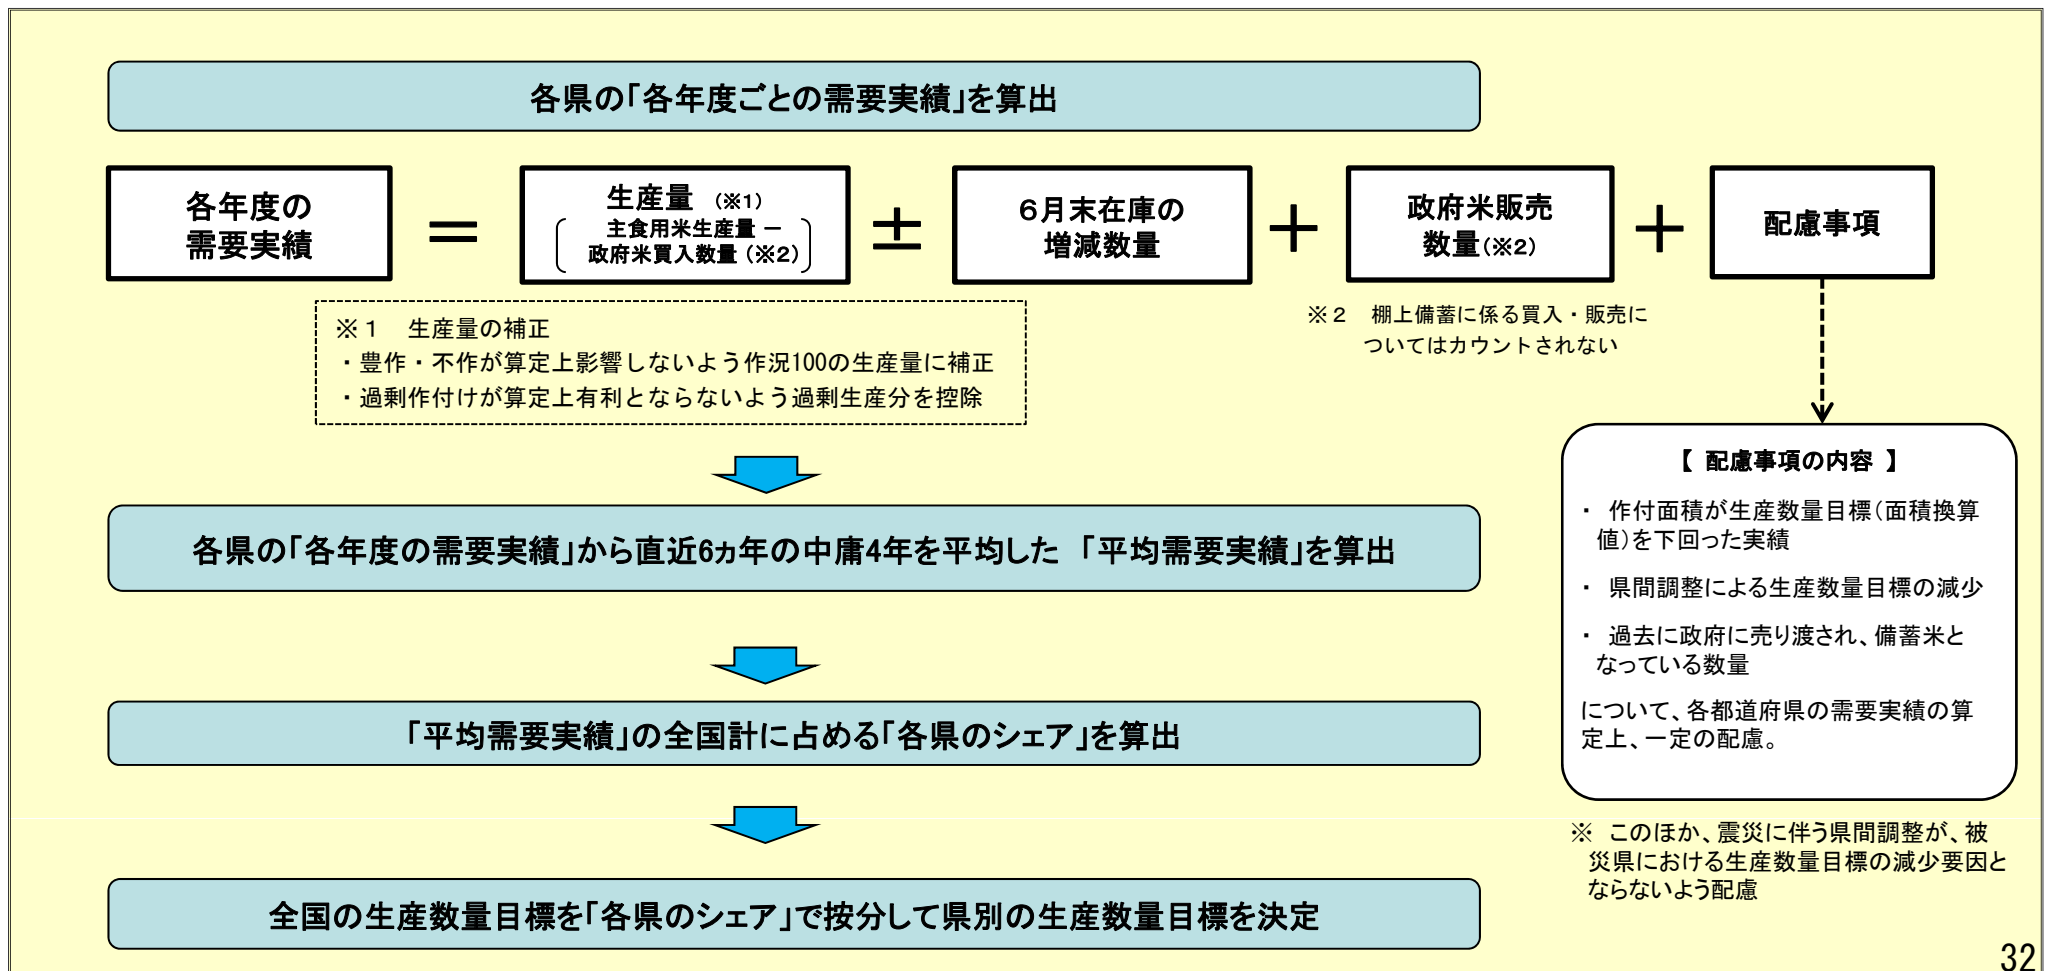 各県の「各年度ごとの需要実績」を算出
各年度の
需要実績
＝
生産量 （※1）
主食用米生産量 －
政府米買入数量（※2）
±
６月末在庫の
増減数量
＋
政府米販売
数量（※2）
＋
配慮事項
※１　生産量の補正
・豊作・不作が算定上影響しないよう作況100の生産量に補正
・過剰作付けが算定上有利とならないよう過剰生産分を控除
※２　棚上備蓄に係る買入・販売に
ついてはカウントされない
各県の「各年度の需要実績」から直近6ヵ年の中庸4年を平均した 「平均需要実績」を算出
「平均需要実績」の全国計に占める「各県のシェア」を算出
全国の生産数量目標を「各県のシェア」で按分して県別の生産数量目標を決定
【 配慮事項の内容 】
・ 作付面積が生産数量目標（面積換算
値）を下回った実績
・ 県間調整による生産数量目標の減少
・ 過去に政府に売り渡され、備蓄米と
なっている数量
について、各都道府県の需要実績の算
定上、一定の配慮。
※ このほか、震災に伴う県間調整が、被
災県における生産数量目標の減少要因と
ならないよう配慮
32